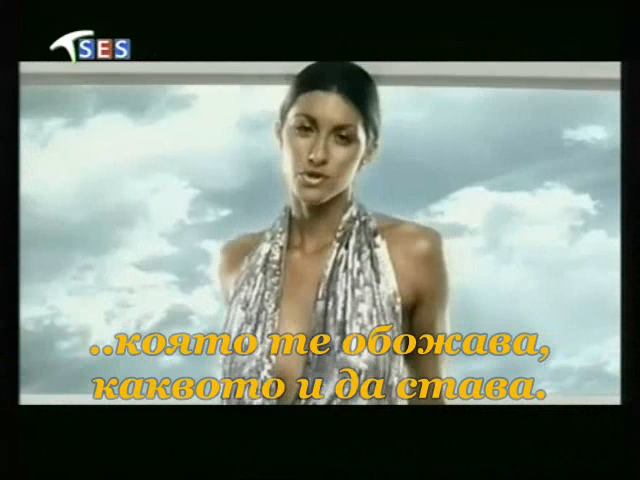 SES
..която те обожава,
каквото и да става.